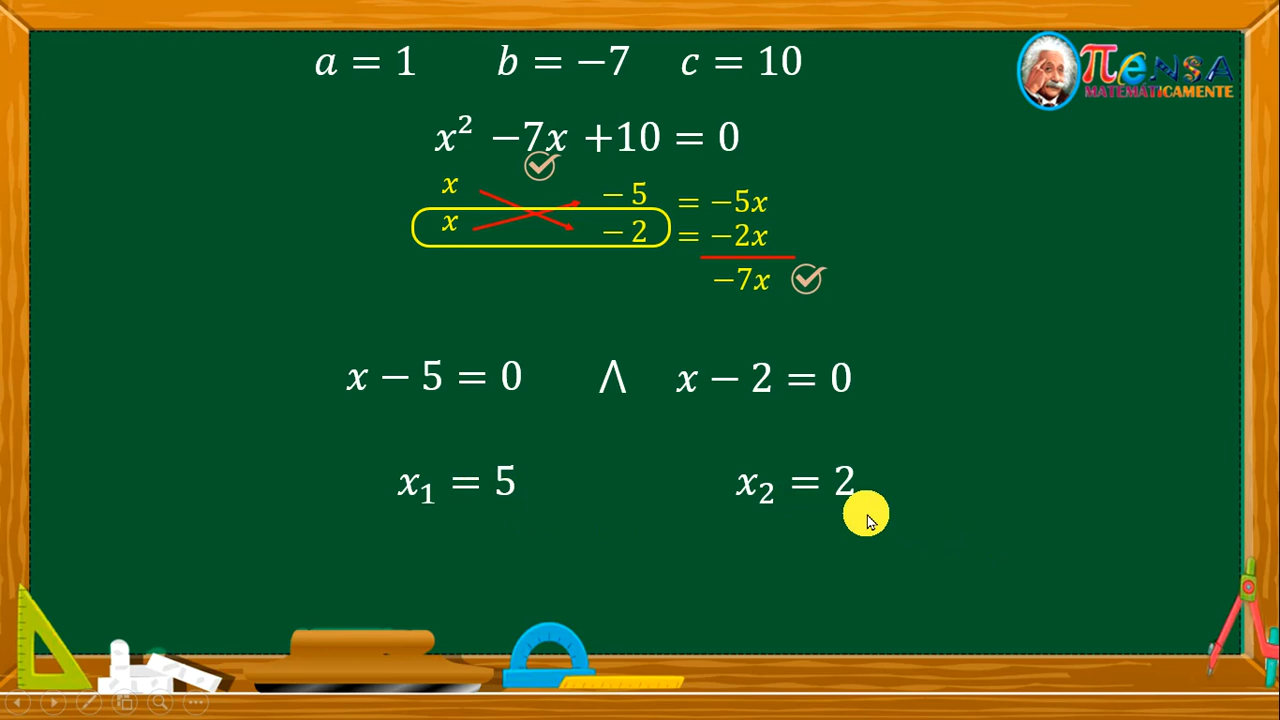 a = 1 b = −7 c = 10
πeNSA
MATEMÁTICAMENTE
x² −7x +10 = 0
x − 5 = −5x
x − 2 = −2x
−7x
x − 5 = 0 ∧ x − 2 = 0
x₁ = 5 x₂ = 2